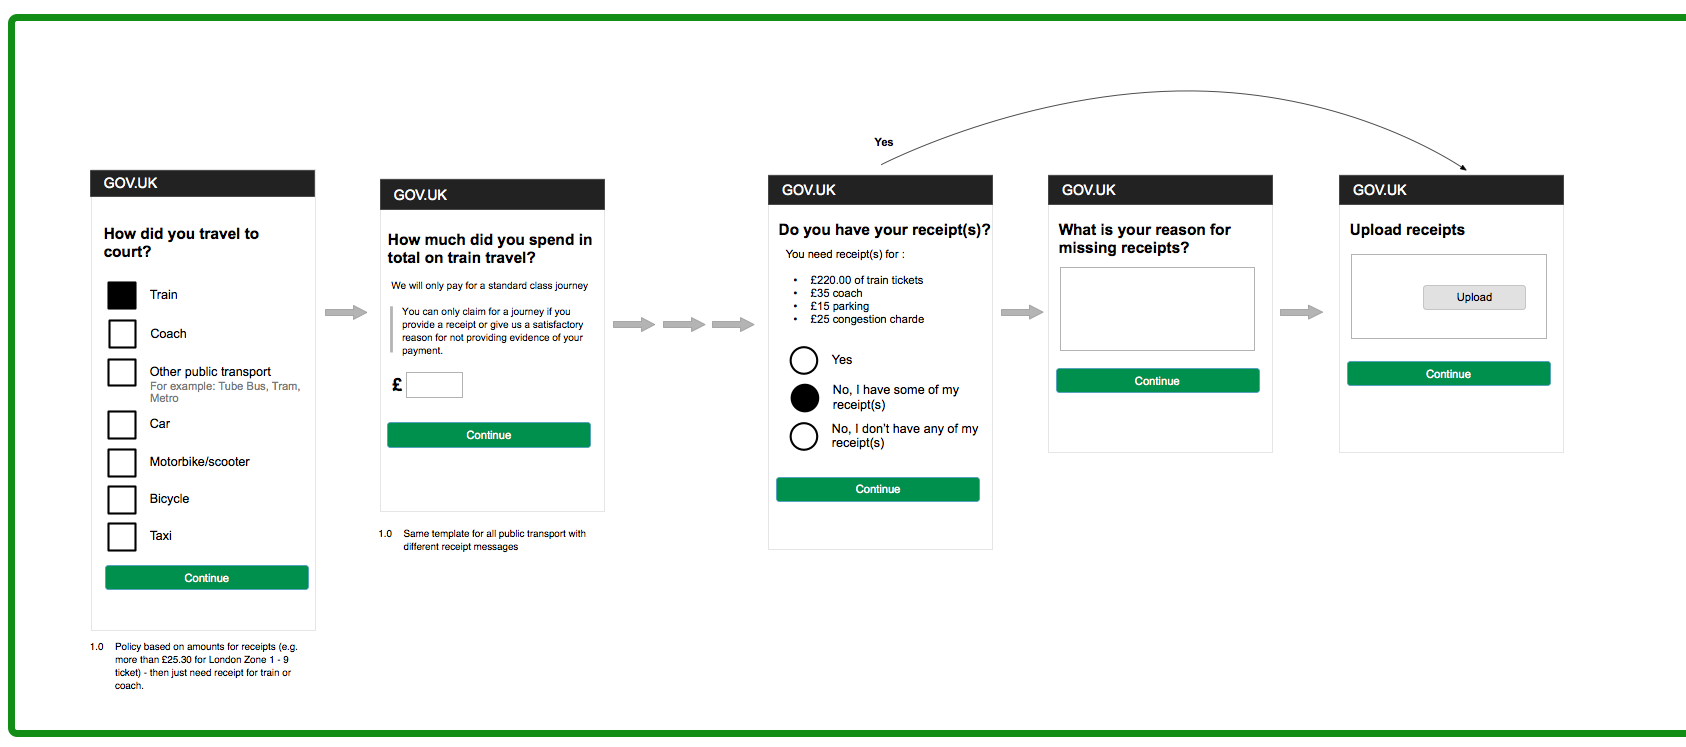 Yes
GOV.UK
How did you travel to
court?
Train
Coach
Other public transport
For example: Tube Bus, Tram,
Metro
Car
Motorbike/scooter
Bicycle
Taxi
Continue
1.0 Policy based on amounts for receipts (e.g.
more than £25.30 for London Zone 1 - 9
ticket) - then just need receipt for train or
coach.
GOV.UK
How much did you spend in
total on train travel?
We will only pay for a standard class journey
You can only claim for a journey if you
provide a receipt or give us a satisfactory
reason for not providing evidence of your
payment.
£
Continue
1.0 Same template for all public transport with
different receipt messages
GOV.UK
Do you have your receipt(s)?
You need receipt(s) for :
• £220.00 of train tickets
• £35 coach
• £15 parking
• £25 congestion charde
Yes
No, I have some of my
receipt(s)
No, I don't have any of my
receipt(s)
Continue
GOV.UK
What is your reason for
missing receipts?
Continue
GOV.UK
Upload receipts
Upload
Continue